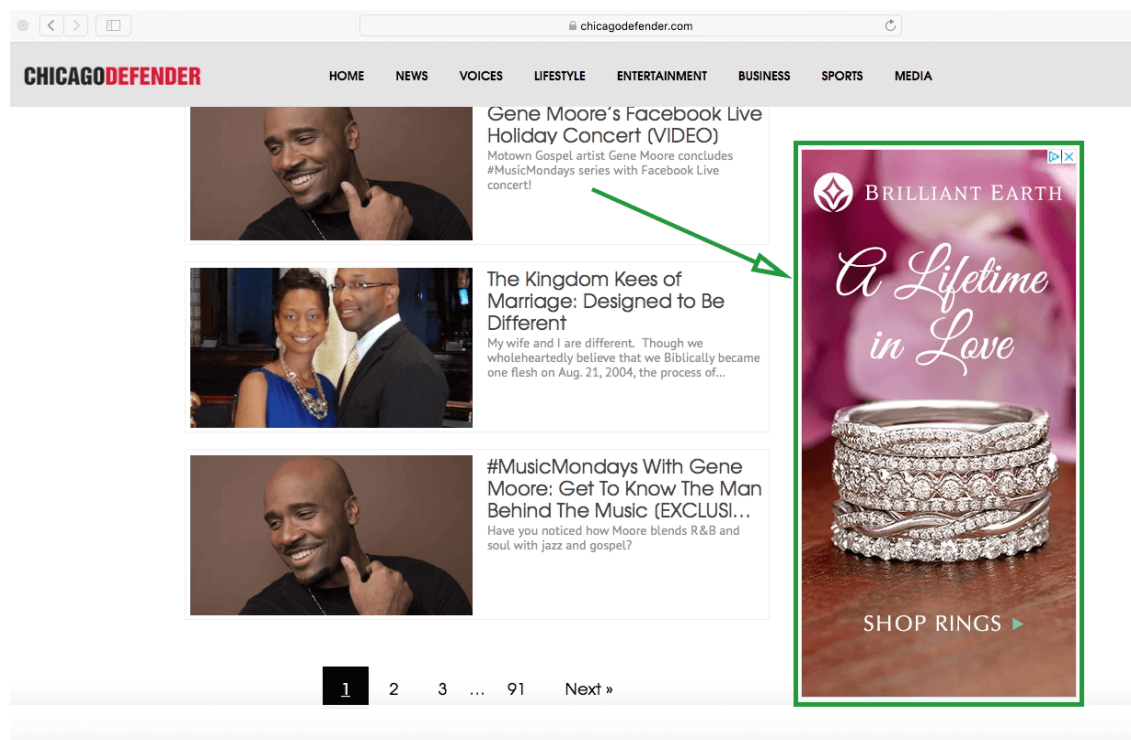 chicagodefender.com
CHICAGODEFENDER
HOME NEWS VOICES LIFESTYLE ENTERTAINMENT BUSINESS SPORTS MEDIA
Gene Moore's Facebook Live
Holiday Concert (VIDEO)
Motown Gospel artist Gene Moore concludes
#MusicMondays series with Facebook Live
concert!
The Kingdom Kees of
Marriage: Designed to Be
Different
My wife and I are different.  Though we
wholeheartedly believe that we Biblically became
one flesh on Aug. 21, 2004, the process of...
#MusicMondays With Gene
Moore: Get To Know The Man
Behind The Music (EXCLUSI...
Have you noticed how Moore blends R&B and
soul with jazz and gospel?
1 2 3 ... 91 Next »
BRILLIANT EARTH
A Lifetime
in Love
SHOP RINGS